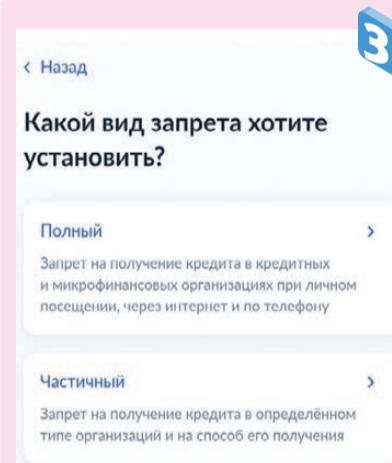 3
Назад
Какой вид запрета хотите
установить?
Полный
Запрет на получение кредита в кредитных
и микрофинансовых организациях при личном
посещении, через интернет и по телефону
Частичный
Запрет на получение кредита в определённом
типе организаций и на способ его получения